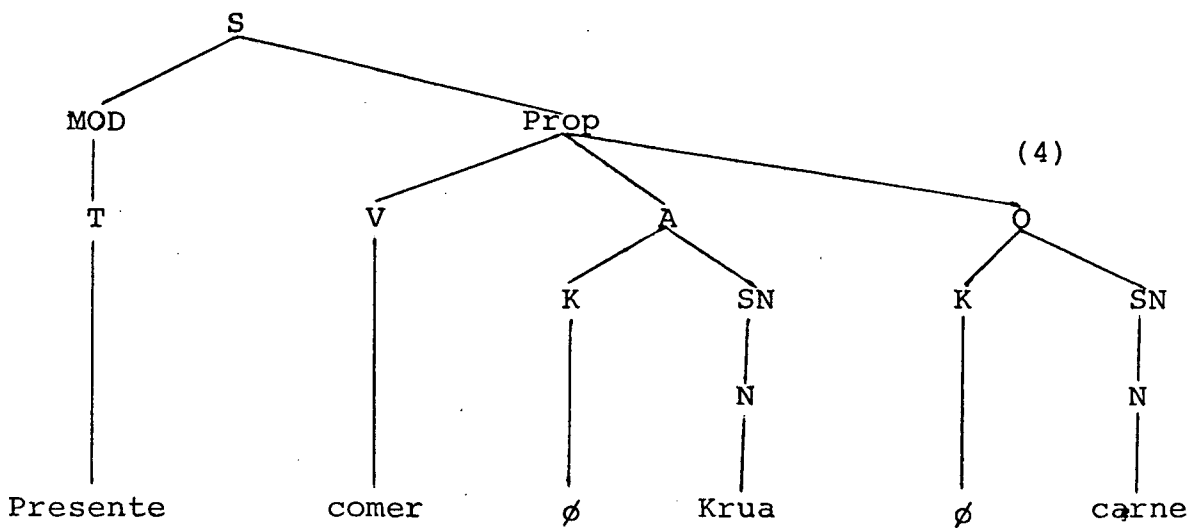 S
MOD Prop
(4)
T V A O
K SN K SN
N N
Presente comer ∅ Krua ∅ carne